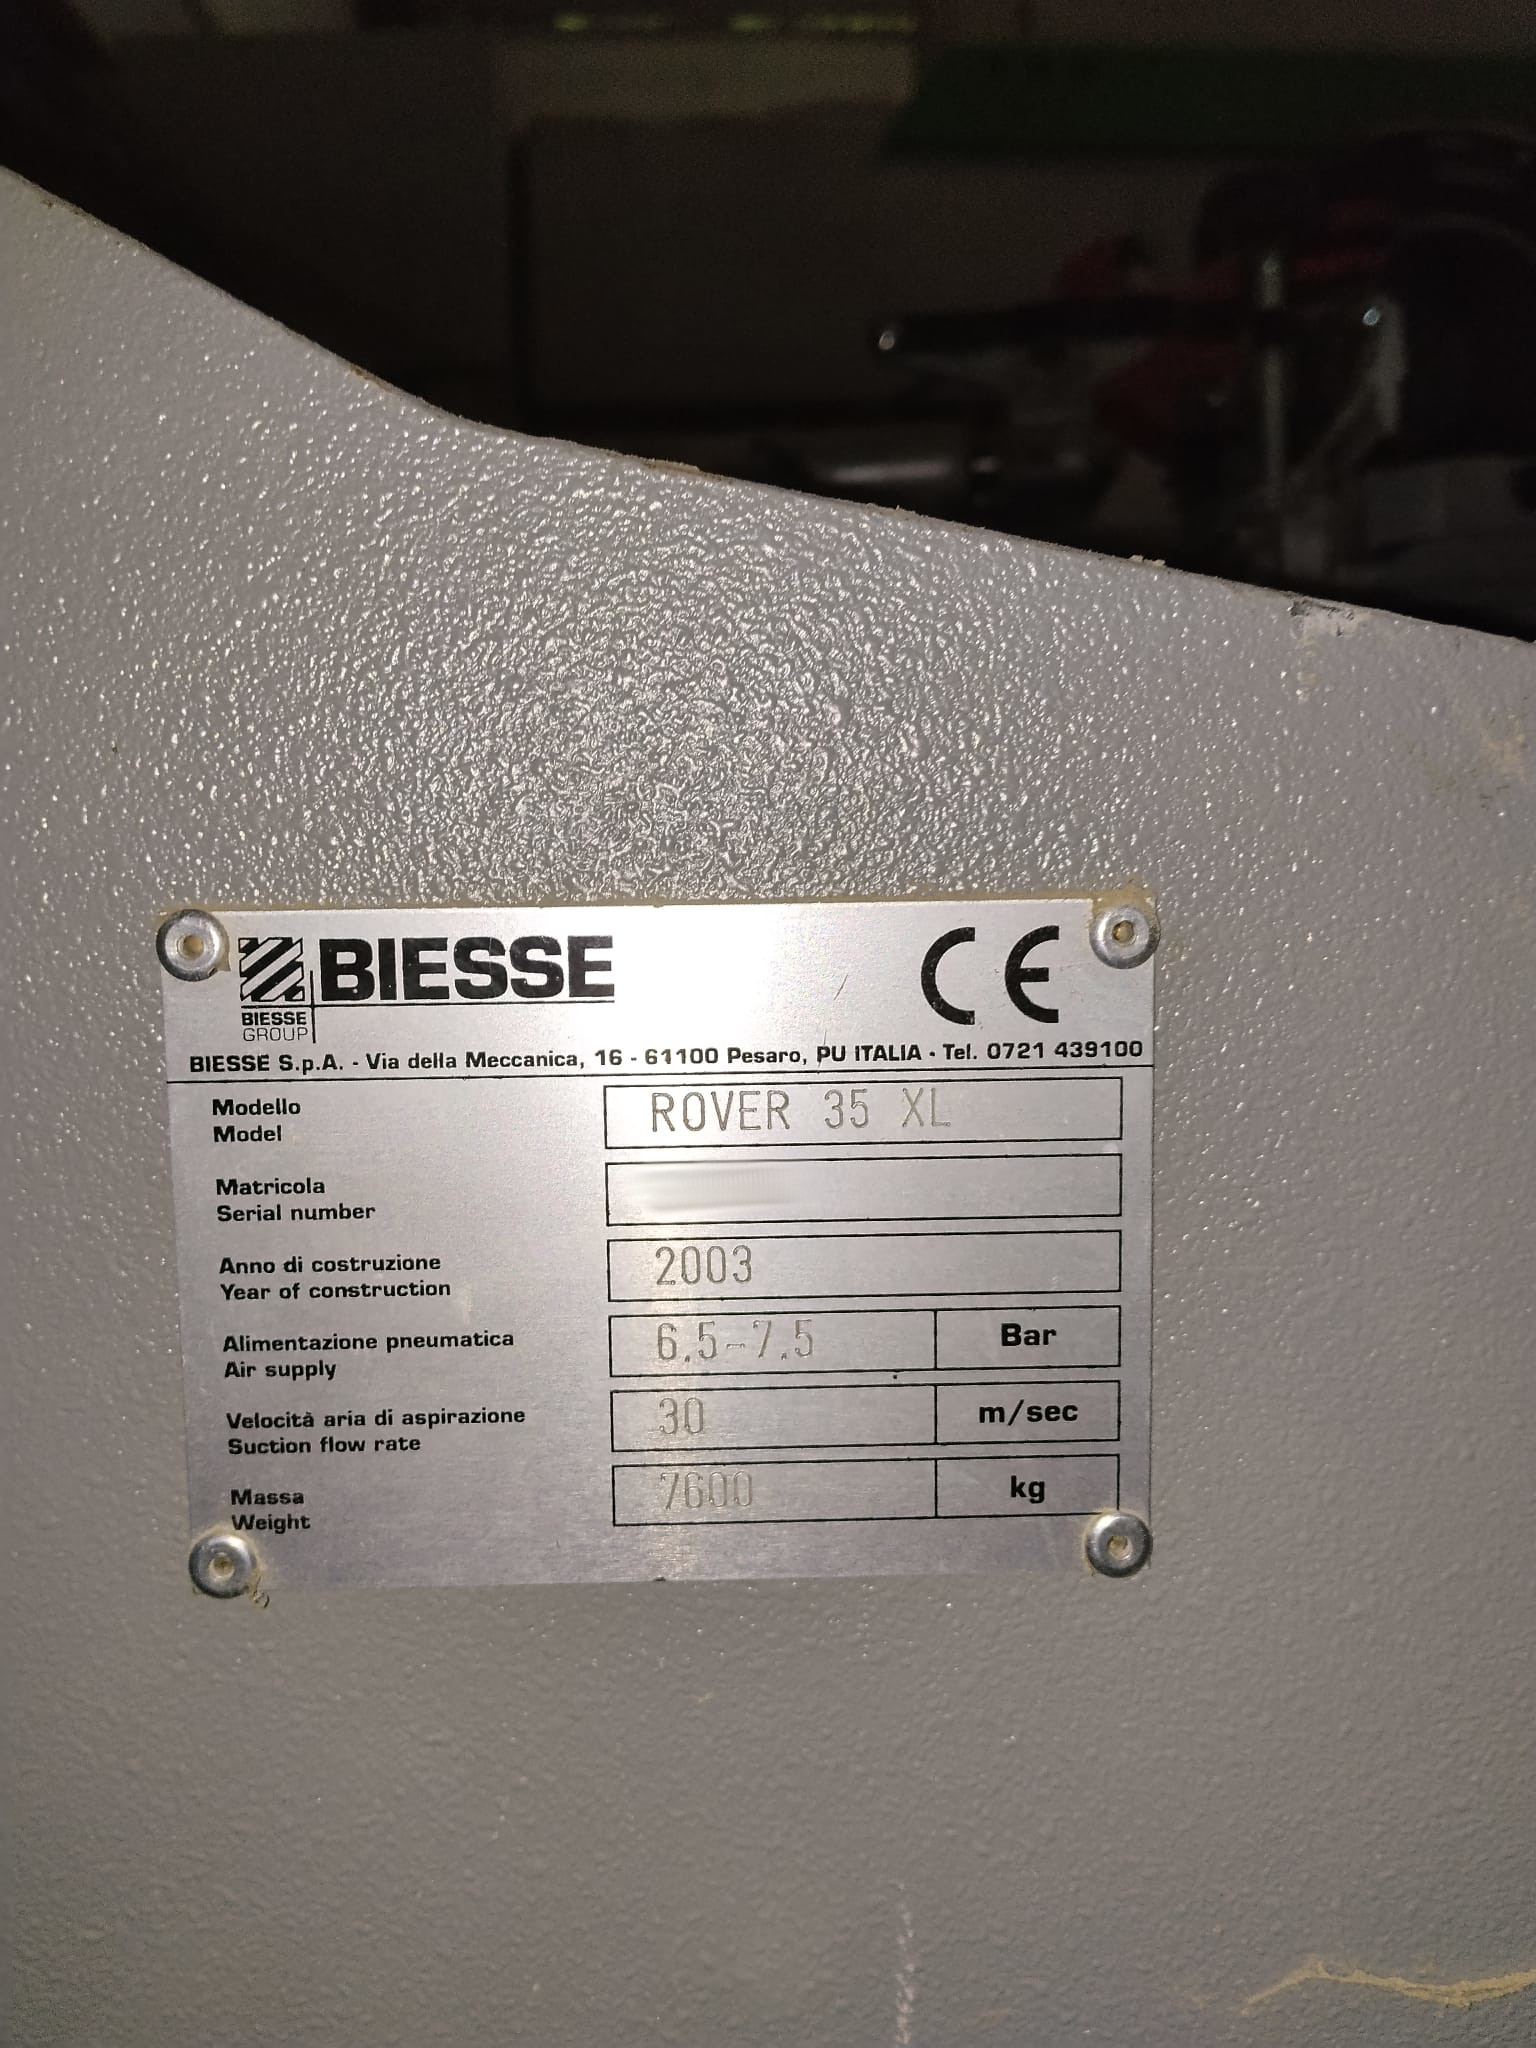 BIESSE
BIESSE
GROUP
CE
BIESSE S.p.A. - Via della Meccanica, 16 - 61100 Pesaro, PU ITALIA - Tel. 0721 439100
Modello
Model
ROVER 35 XL
Matricola
Serial number
Anno di costruzione
Year of construction
2003
Alimentazione pneumatica
Air supply
6.5-7.5 Bar
Velocità aria di aspirazione
Suction flow rate
30 m/sec
Massa
Weight
7600 kg